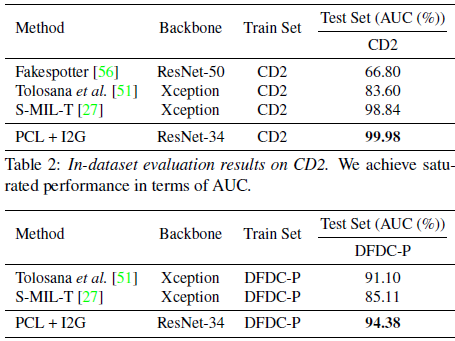 Method Backbone Train Set Test Set (AUC (%))
CD2
Fakespotter [56] ResNet-50 CD2 66.80
Tolosana et al. [51] Xception CD2 83.60
S-MIL-T [27] Xception CD2 98.84
PCL + I2G ResNet-34 CD2 99.98
Table 2: In-dataset evaluation results on CD2. We achieve satu-
rated performance in terms of AUC.
Method Backbone Train Set Test Set (AUC (%))
DFDC-P
Tolosana et al. [51] Xception DFDC-P 91.10
S-MIL-T [27] Xception DFDC-P 85.11
PCL + I2G ResNet-34 DFDC-P 94.38